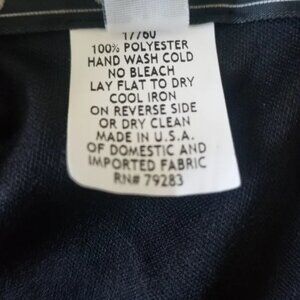 17760
100% POLYESTER
HAND WASH COLD
NO BLEACH
LAY FLAT TO DRY
COOL IRON
ON REVERSE SIDE
OR DRY CLEAN
MADE IN U.S.A.
OF DOMESTIC AND
IMPORTED FABRIC
RN# 79283